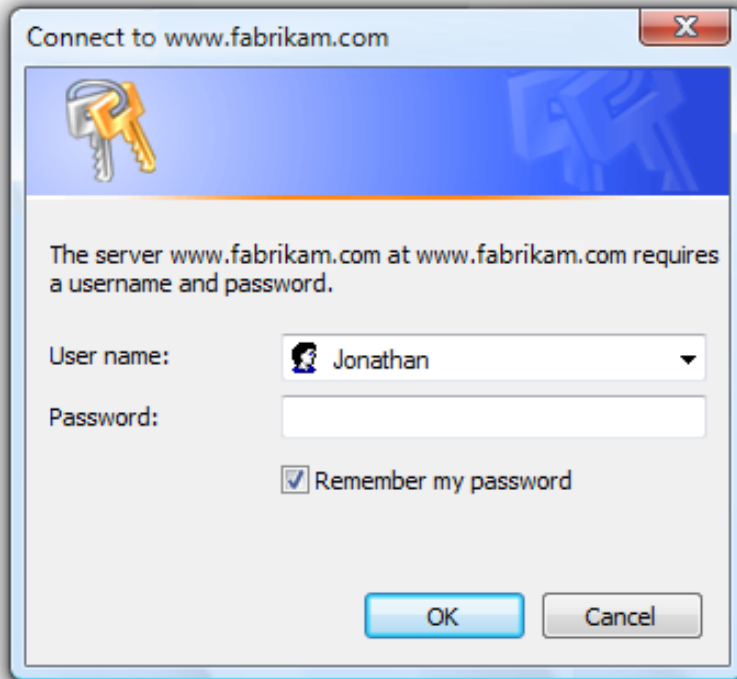 Connect to www.fabrikam.com
The server www.fabrikam.com at www.fabrikam.com requires
a username and password.
User name:
Jonathan
Password:
Remember my password
OK
Cancel